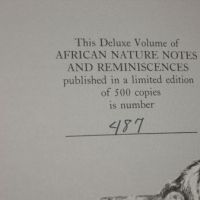 This Deluxe Volume of
AFRICAN NATURE NOTES
AND REMINISCENCES
published in a limited edition
of 500 copies
is number
487